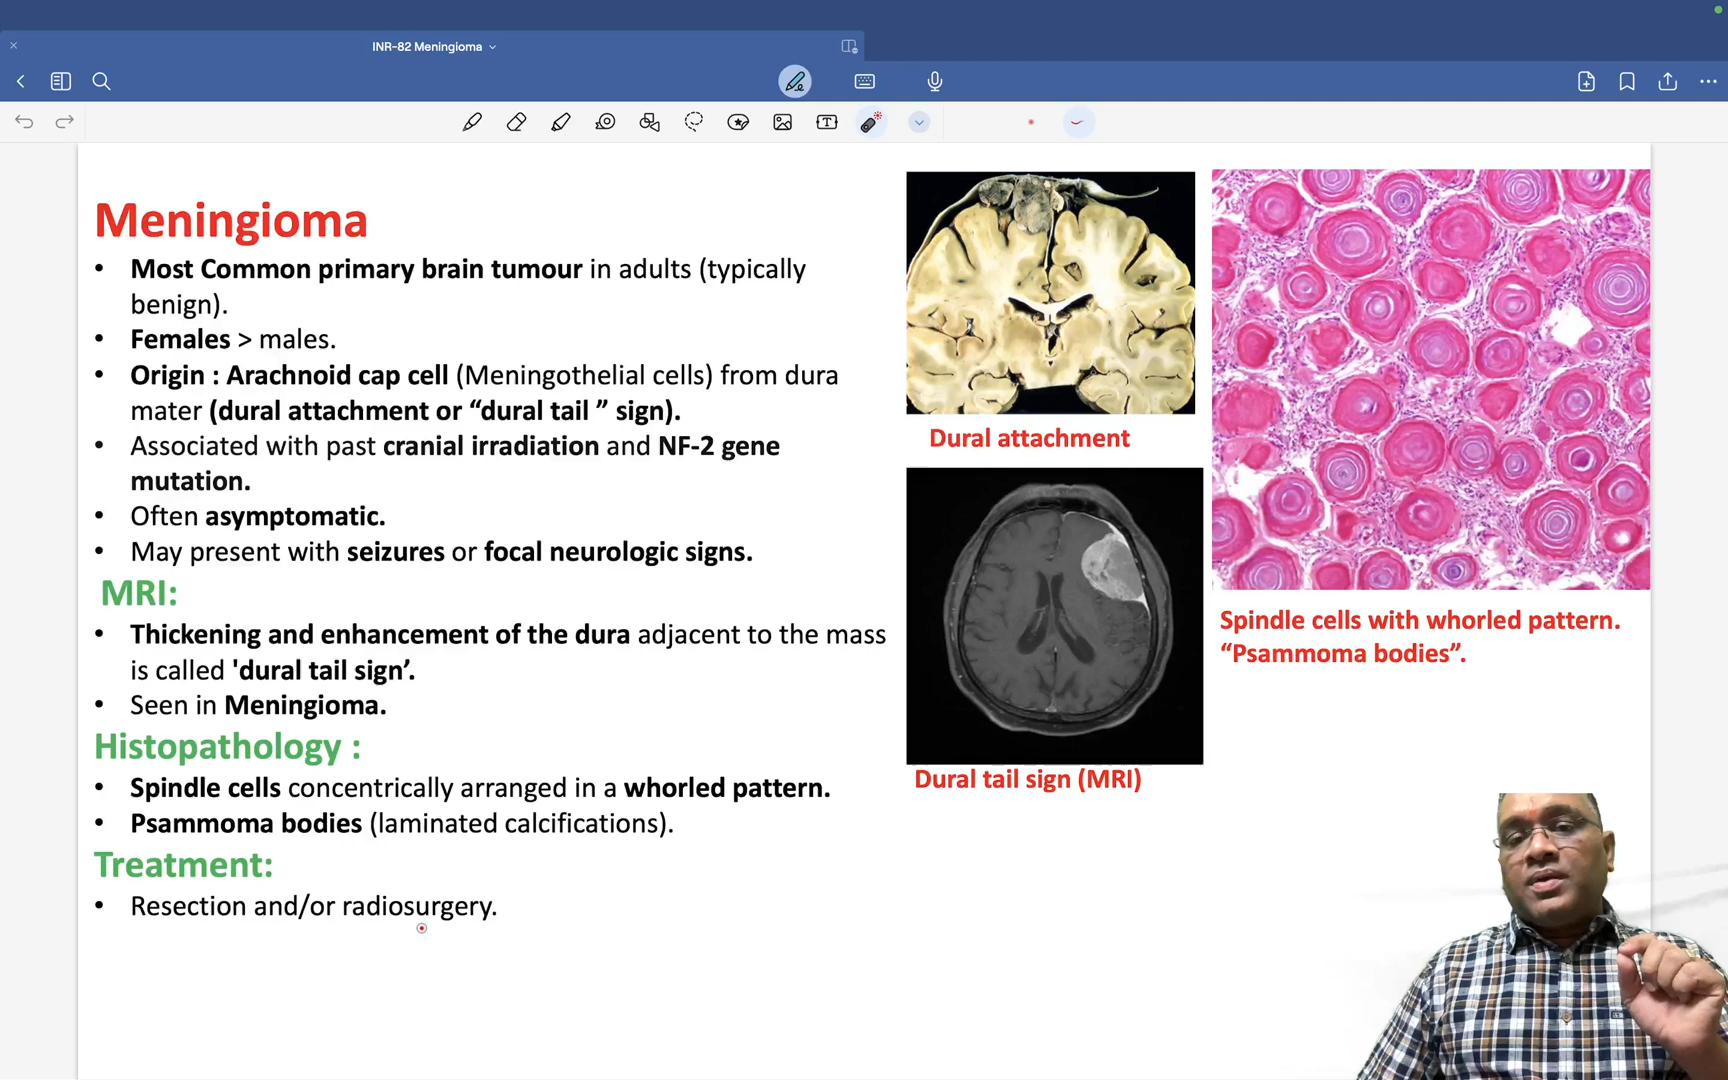 INR-82 Meningioma
Meningioma
• Most Common primary brain tumour in adults (typically
benign).
• Females > males.
• Origin : Arachnoid cap cell (Meningothelial cells) from dura
mater (dural attachment or “dural tail ” sign).
• Associated with past cranial irradiation and NF-2 gene
mutation.
• Often asymptomatic.
• May present with seizures or focal neurologic signs.
MRI:
• Thickening and enhancement of the dura adjacent to the mass
is called 'dural tail sign’.
• Seen in Meningioma.
Histopathology :
• Spindle cells concentrically arranged in a whorled pattern.
• Psammoma bodies (laminated calcifications).
Treatment:
• Resection and/or radiosurgery.
Dural attachment
Dural tail sign (MRI)
Spindle cells with whorled pattern.
“Psammoma bodies”.